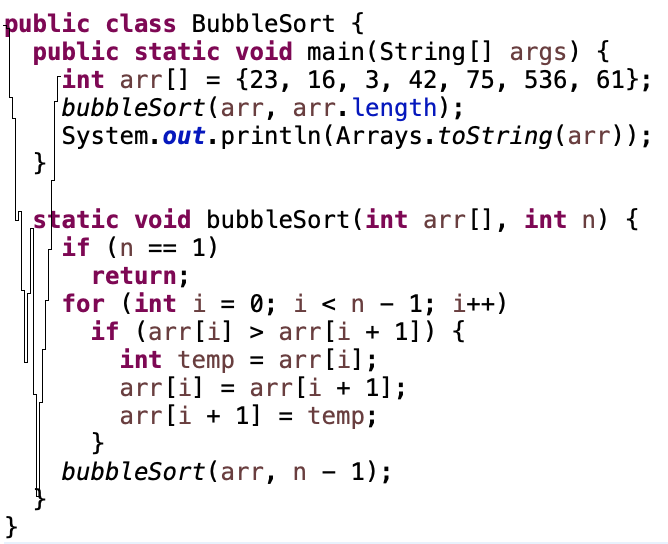 public class BubbleSort {
  public static void main(String[] args) {
    int arr[] = {23, 16, 3, 42, 75, 536, 61};
    bubbleSort(arr, arr.length);
    System.out.println(Arrays.toString(arr));
  }

  static void bubbleSort(int arr[], int n) {
    if (n == 1)
      return;
    for (int i = 0; i < n - 1; i++)
      if (arr[i] > arr[i + 1]) {
        int temp = arr[i];
        arr[i] = arr[i + 1];
        arr[i + 1] = temp;
      }
    bubbleSort(arr, n - 1);
  }
}